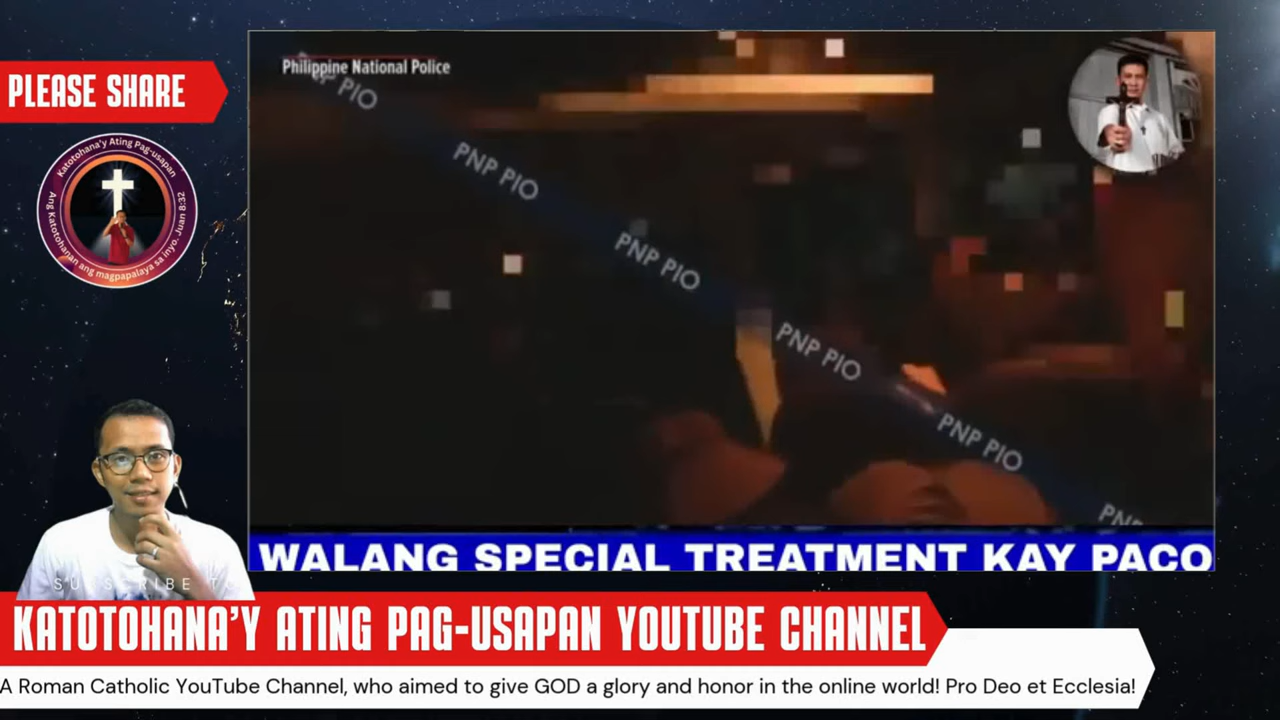 PLEASE SHARE
Katotohana'y Ating Pag-usapan
Ang Katotohanan ang magpapalaya sa inyo. Juan 8:32
Philippine National Police
PNP PIO
PNP PIO
PNP PIO
PNP PIO
PNP PIO
WALANG SPECIAL TREATMENT KAY PACO
SUBSCRIBE TO
KATOTOHANA'Y ATING PAG-USAPAN YOUTUBE CHANNEL
A Roman Catholic YouTube Channel, who aimed to give GOD a glory and honor in the online world! Pro Deo et Ecclesia!